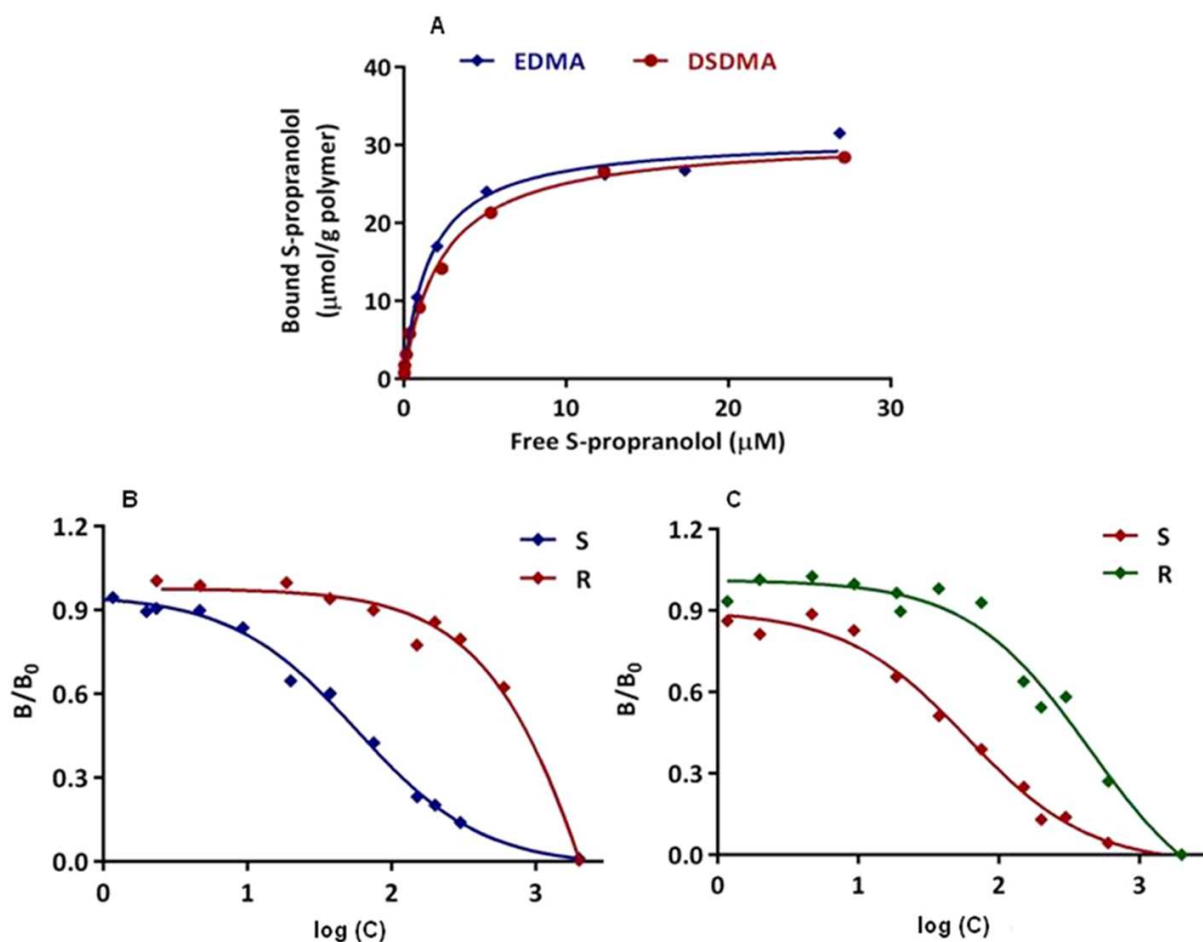 A
EDMA DSDMA
Bound S-propranolol
(μmol/g polymer)
40
30
20
10
0
0 10 20 30
Free S-propranolol (μM)
B
S
R
B/B0
1.2
0.9
0.6
0.3
0.0
0 1 2 3
log (C)
C
S
R
B/B0
1.2
0.9
0.6
0.3
0.0
0 1 2 3
log (C)